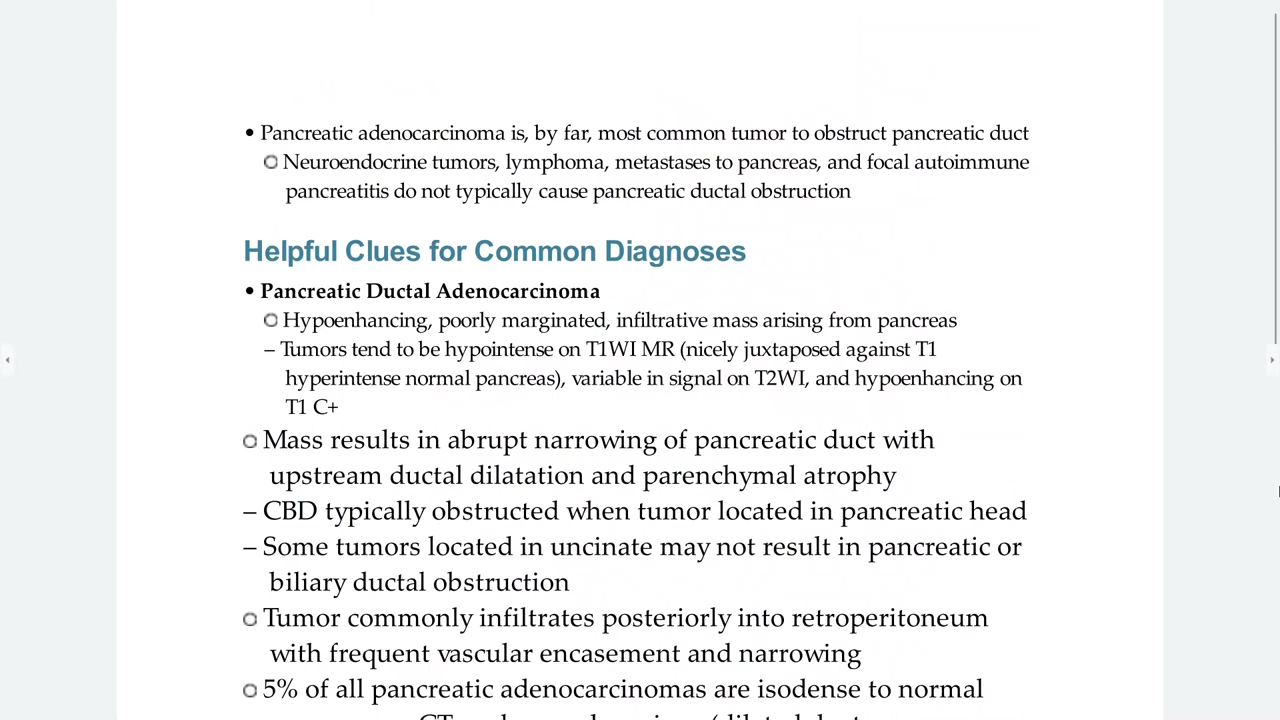 • Pancreatic adenocarcinoma is, by far, most common tumor to obstruct pancreatic duct
○ Neuroendocrine tumors, lymphoma, metastases to pancreas, and focal autoimmune
pancreatitis do not typically cause pancreatic ductal obstruction
Helpful Clues for Common Diagnoses
• Pancreatic Ductal Adenocarcinoma
○ Hypoenhancing, poorly marginated, infiltrative mass arising from pancreas
– Tumors tend to be hypointense on T1WI MR (nicely juxtaposed against T1
hyperintense normal pancreas), variable in signal on T2WI, and hypoenhancing on
T1 C+
○ Mass results in abrupt narrowing of pancreatic duct with
upstream ductal dilatation and parenchymal atrophy
– CBD typically obstructed when tumor located in pancreatic head
– Some tumors located in uncinate may not result in pancreatic or
biliary ductal obstruction
○ Tumor commonly infiltrates posteriorly into retroperitoneum
with frequent vascular encasement and narrowing
○ 5% of all pancreatic adenocarcinomas are isodense to normal